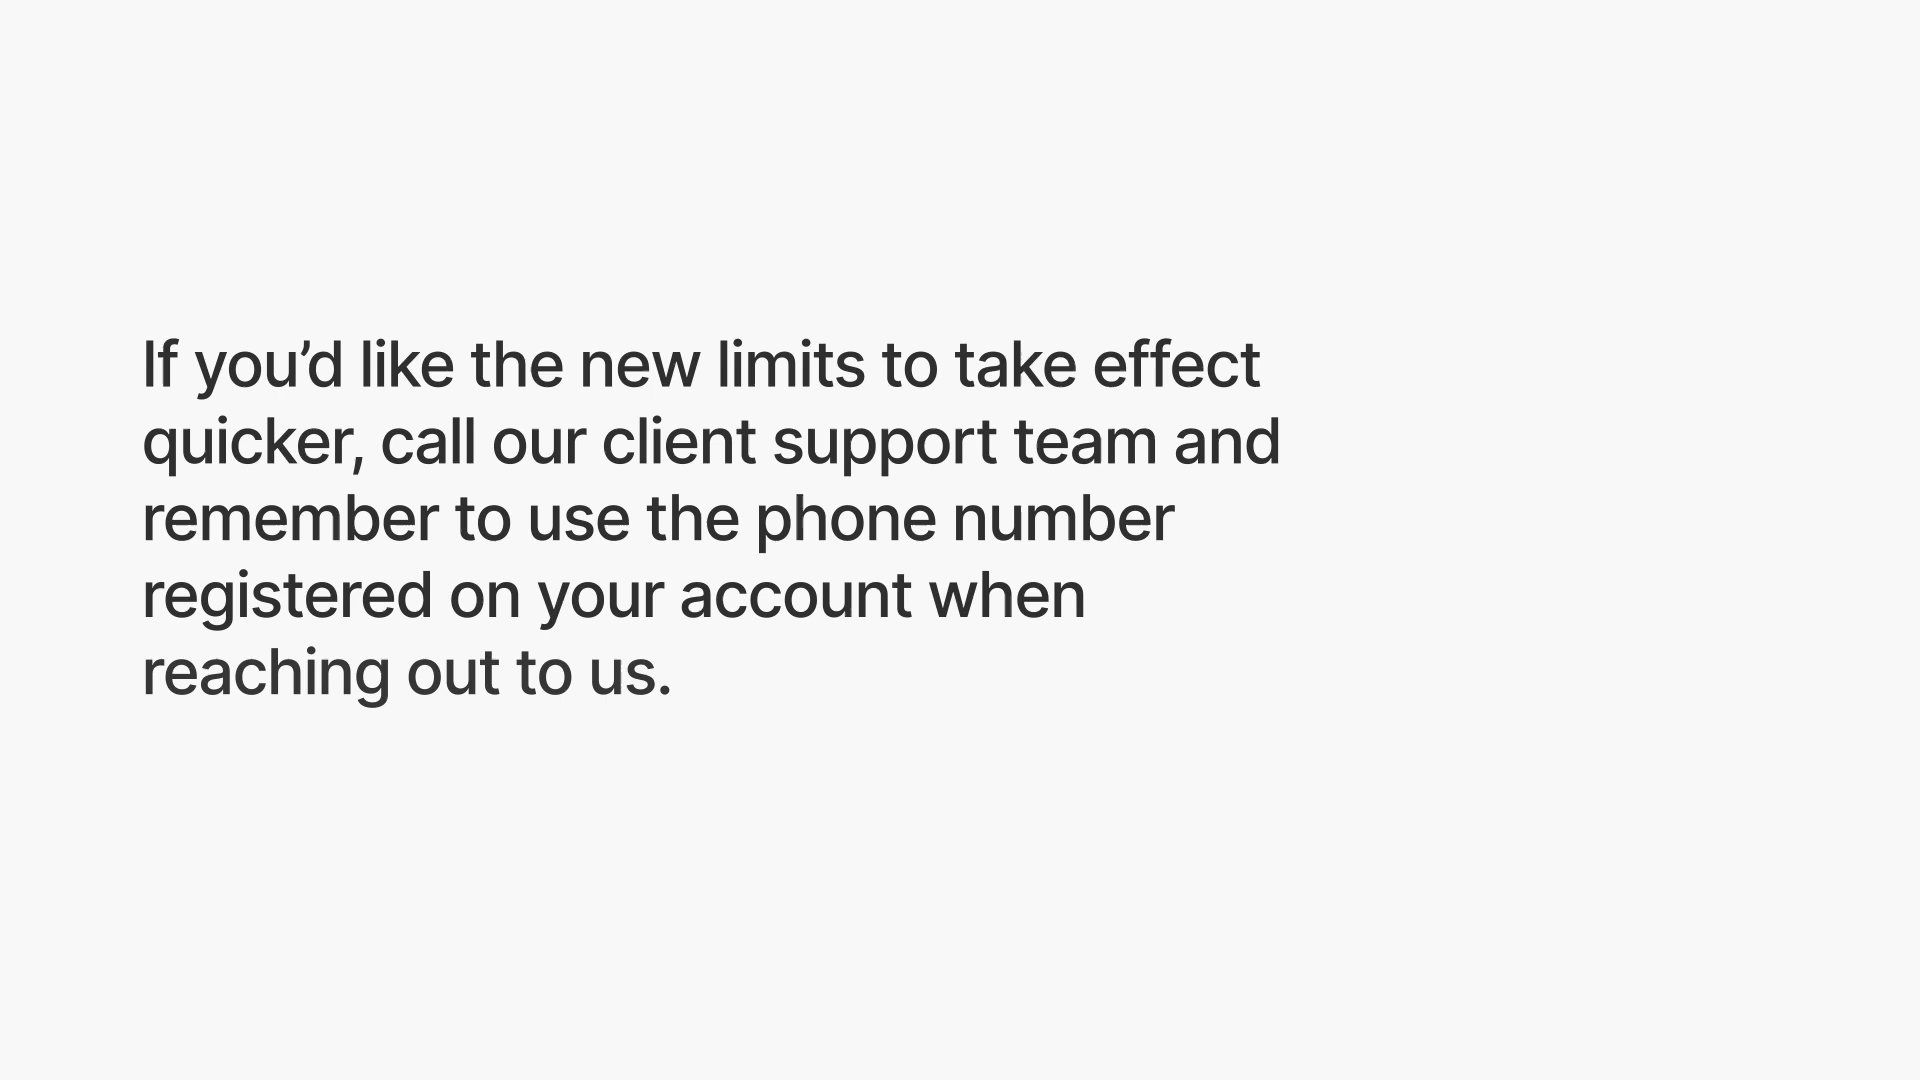 If you’d like the new limits to take effect
quicker, call our client support team and
remember to use the phone number
registered on your account when
reaching out to us.